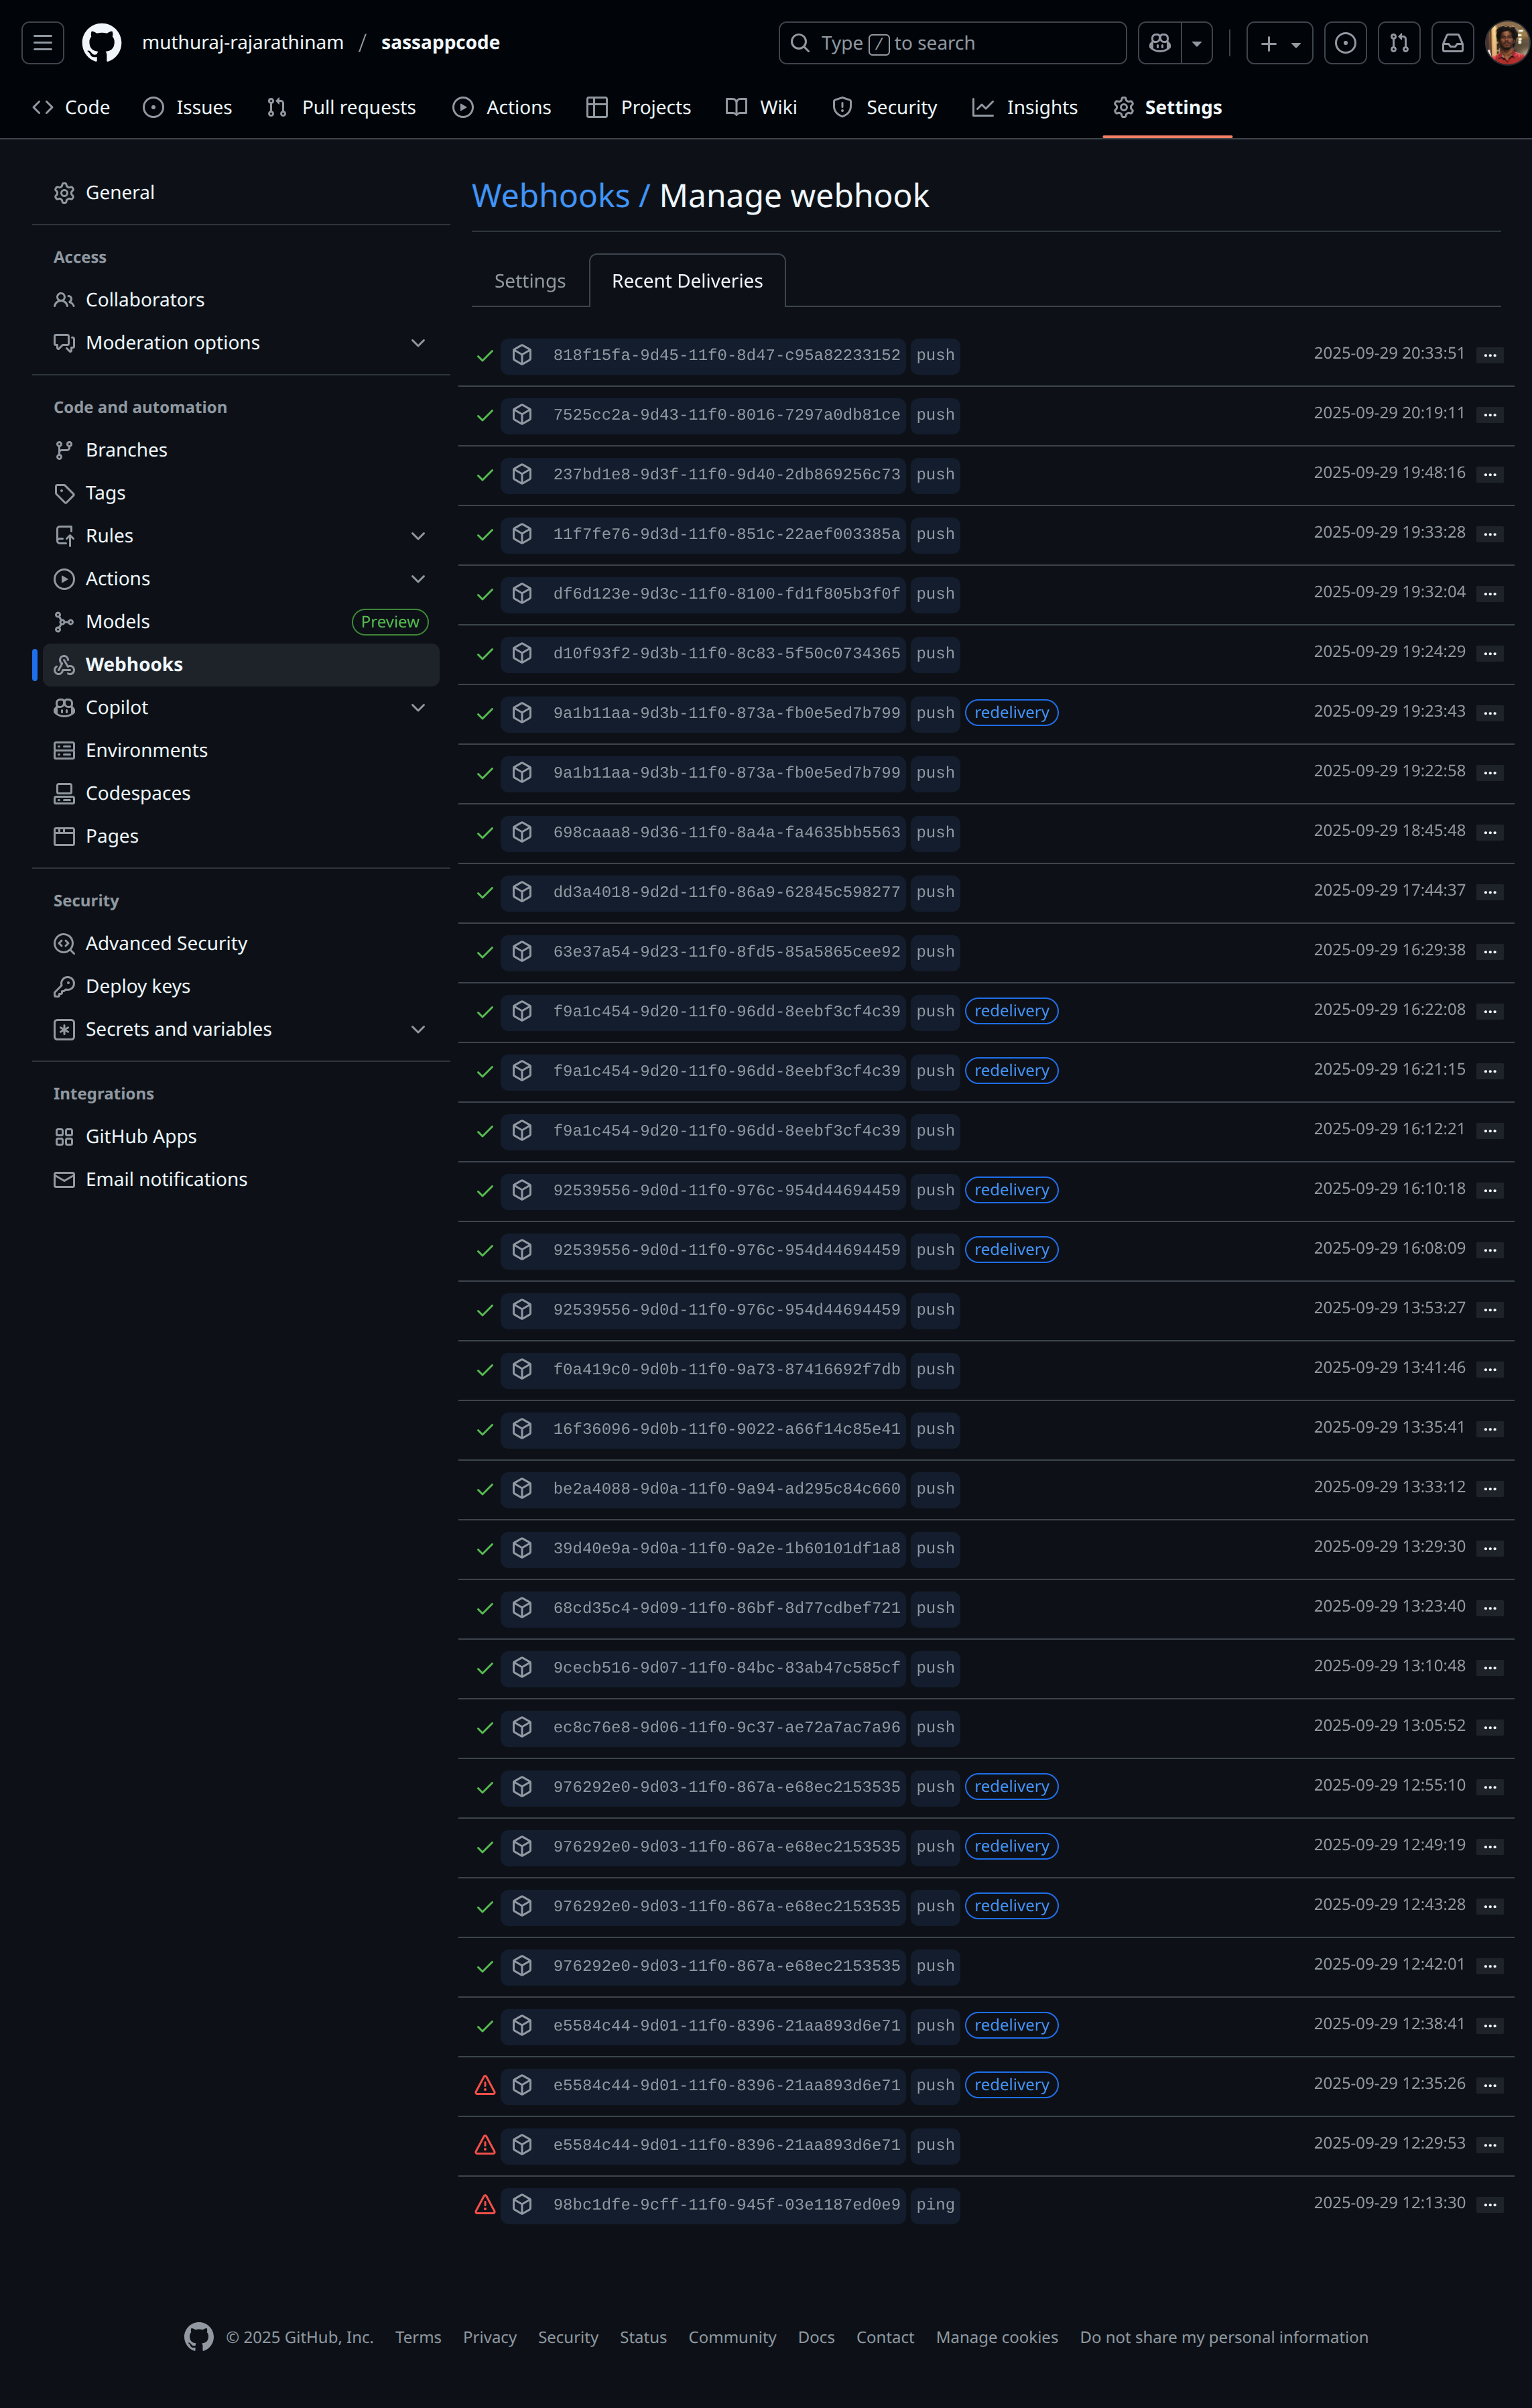 muthuraj-rajarathinam / sassappcode
Type / to search
Code Issues Pull requests Actions Projects Wiki Security Insights Settings
General
Access
Collaborators
Moderation options
Code and automation
Branches
Tags
Rules
Actions
Models Preview
Webhooks
Copilot
Environments
Codespaces
Pages
Security
Advanced Security
Deploy keys
Secrets and variables
Integrations
GitHub Apps
Email notifications
Webhooks / Manage webhook
Settings Recent Deliveries
818f15fa-9d45-11f0-8d47-c95a82233152 push 2025-09-29 20:33:51
7525cc2a-9d43-11f0-8016-7297a0db81ce push 2025-09-29 20:19:11
237bd1e8-9d3f-11f0-9d40-2db869256c73 push 2025-09-29 19:48:16
11f7fe76-9d3d-11f0-851c-22aef003385a push 2025-09-29 19:33:28
df6d123e-9d3c-11f0-8100-fd1f805b3f0f push 2025-09-29 19:32:04
d10f93f2-9d3b-11f0-8c83-5f50c0734365 push 2025-09-29 19:24:29
9a1b11aa-9d3b-11f0-873a-fb0e5ed7b799 push redelivery 2025-09-29 19:23:43
9a1b11aa-9d3b-11f0-873a-fb0e5ed7b799 push 2025-09-29 19:22:58
698caaa8-9d36-11f0-8a4a-fa4635bb5563 push 2025-09-29 18:45:48
dd3a4018-9d2d-11f0-86a9-62845c598277 push 2025-09-29 17:44:37
63e37a54-9d23-11f0-8fd5-85a5865cee92 push 2025-09-29 16:29:38
f9a1c454-9d20-11f0-96dd-8eebf3cf4c39 push redelivery 2025-09-29 16:22:08
f9a1c454-9d20-11f0-96dd-8eebf3cf4c39 push redelivery 2025-09-29 16:21:15
f9a1c454-9d20-11f0-96dd-8eebf3cf4c39 push 2025-09-29 16:12:21
92539556-9d0d-11f0-976c-954d44694459 push redelivery 2025-09-29 16:10:18
92539556-9d0d-11f0-976c-954d44694459 push redelivery 2025-09-29 16:08:09
92539556-9d0d-11f0-976c-954d44694459 push 2025-09-29 13:53:27
f0a419c0-9d0b-11f0-9a73-87416692f7db push 2025-09-29 13:41:46
16f36096-9d0b-11f0-9022-a66f14c85e41 push 2025-09-29 13:35:41
be2a4088-9d0a-11f0-9a94-ad295c84c660 push 2025-09-29 13:33:12
39d40e9a-9d0a-11f0-9a2e-1b60101df1a8 push 2025-09-29 13:29:30
68cd35c4-9d09-11f0-86bf-8d77cdbef721 push 2025-09-29 13:23:40
9cecb516-9d07-11f0-84bc-83ab47c585cf push 2025-09-29 13:10:48
ec8c76e8-9d06-11f0-9c37-ae72a7ac7a96 push 2025-09-29 13:05:52
976292e0-9d03-11f0-867a-e68ec2153535 push redelivery 2025-09-29 12:55:10
976292e0-9d03-11f0-867a-e68ec2153535 push redelivery 2025-09-29 12:49:19
976292e0-9d03-11f0-867a-e68ec2153535 push redelivery 2025-09-29 12:43:28
976292e0-9d03-11f0-867a-e68ec2153535 push 2025-09-29 12:42:01
e5584c44-9d01-11f0-8396-21aa893d6e71 push redelivery 2025-09-29 12:38:41
e5584c44-9d01-11f0-8396-21aa893d6e71 push redelivery 2025-09-29 12:35:26
e5584c44-9d01-11f0-8396-21aa893d6e71 push 2025-09-29 12:29:53
98bc1dfe-9cff-11f0-945f-03e1187ed0e9 ping 2025-09-29 12:13:30
© 2025 GitHub, Inc. Terms Privacy Security Status Community Docs Contact Manage cookies Do not share my personal information